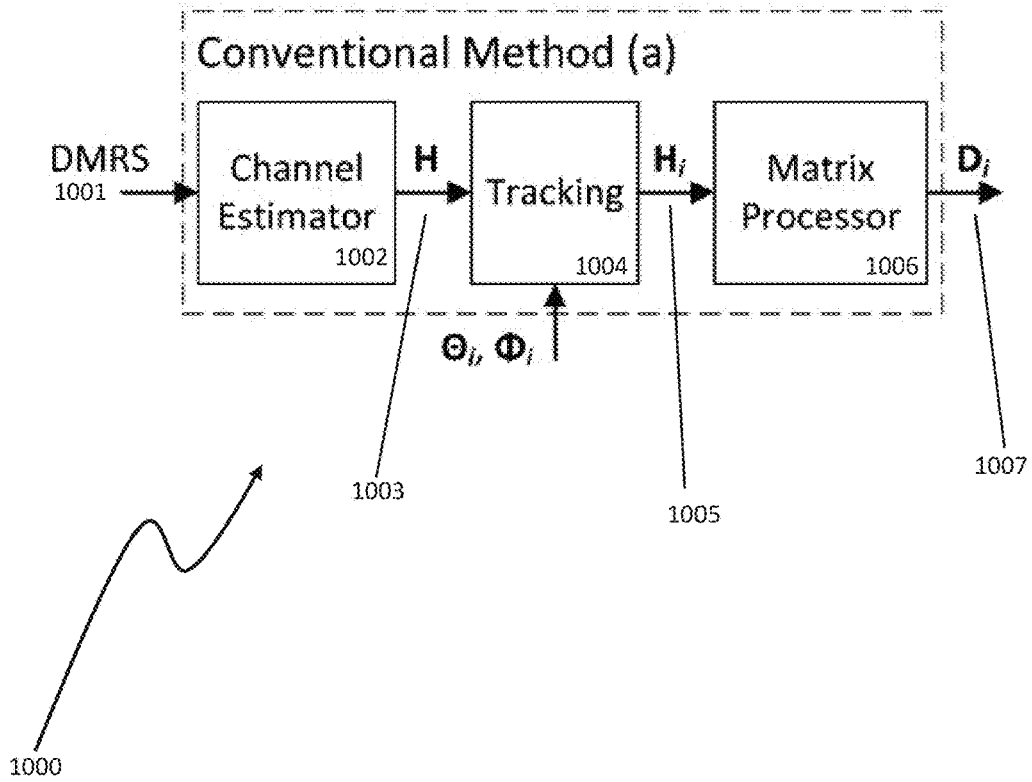 Conventional Method (a)
DMRS
1001
Channel
Estimator
1002
H
Tracking
1004
Hᵢ
Matrix
Processor
1006
Dᵢ
1007
Θᵢ, Φᵢ
1003
1005
1000